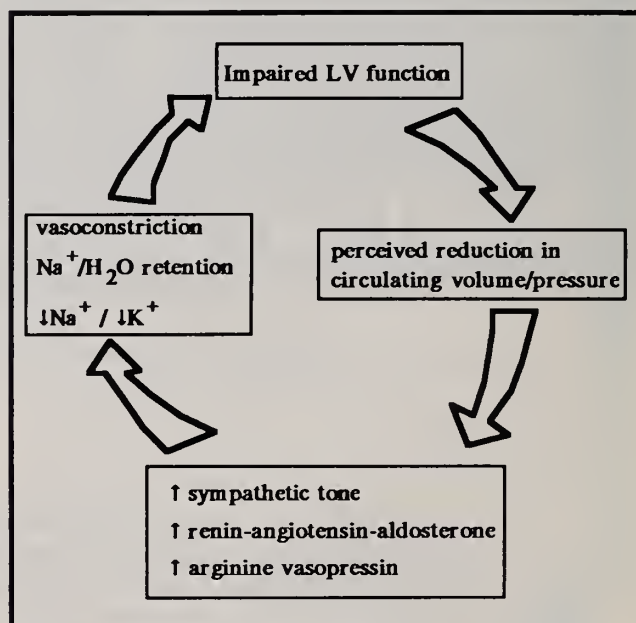 Impaired LV function
perceived reduction in
circulating volume/pressure
↑ sympathetic tone
↑ renin-angiotensin-aldosterone
↑ arginine vasopressin
vasoconstriction
Na⁺/H₂O retention
↓Na⁺ / ↓K⁺